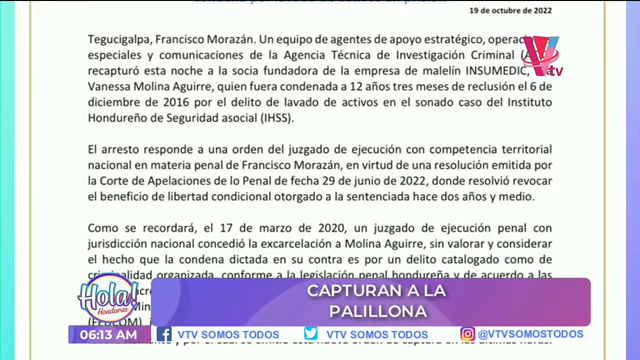 19 de octubre de 2022
Tegucigalpa, Francisco Morazán. Un equipo de agentes de apoyo estratégico,
especiales y comunicaciones de la Agencia Técnica de Investigación Criminal
recapturó esta noche a la socia fundadora de la empresa de maletín INSUMEDIC,
Vanessa Molina Aguirre, quien fuera condenada a 12 años tres meses de reclusión el 6 de
diciembre de 2016 por el delito de lavado de activos en el sonado caso del Instituto
Hondureño de Seguridad asocial (IHSS).
El arresto responde a una orden del juzgado de ejecución con competencia territorial
nacional en materia penal de Francisco Morazán, en virtud de una resolución emitida por
la Corte de Apelaciones de lo Penal de fecha 29 de junio de 2022, donde resolvió revocar
el beneficio de libertad condicional otorgado a la sentenciada hace dos años y medio.
Como se recordará, el 17 de marzo de 2020, un juzgado de ejecución penal con
jurisdicción nacional concedió la excarcelación a Molina Aguirre, sin valorar y considerar
el hecho que la condena dictada en su contra es por un delito catalogado como de
criminalidad organizada, conforme a la legislación penal hondureña y de acuerdo a las
Vtv
Hola!
Honduras
CAPTURAN A LA
PALILLONA
06:13 AM
VTV SOMOS TODOS
VTV SOMOS TODOS
@VTVSOMOSTODOS